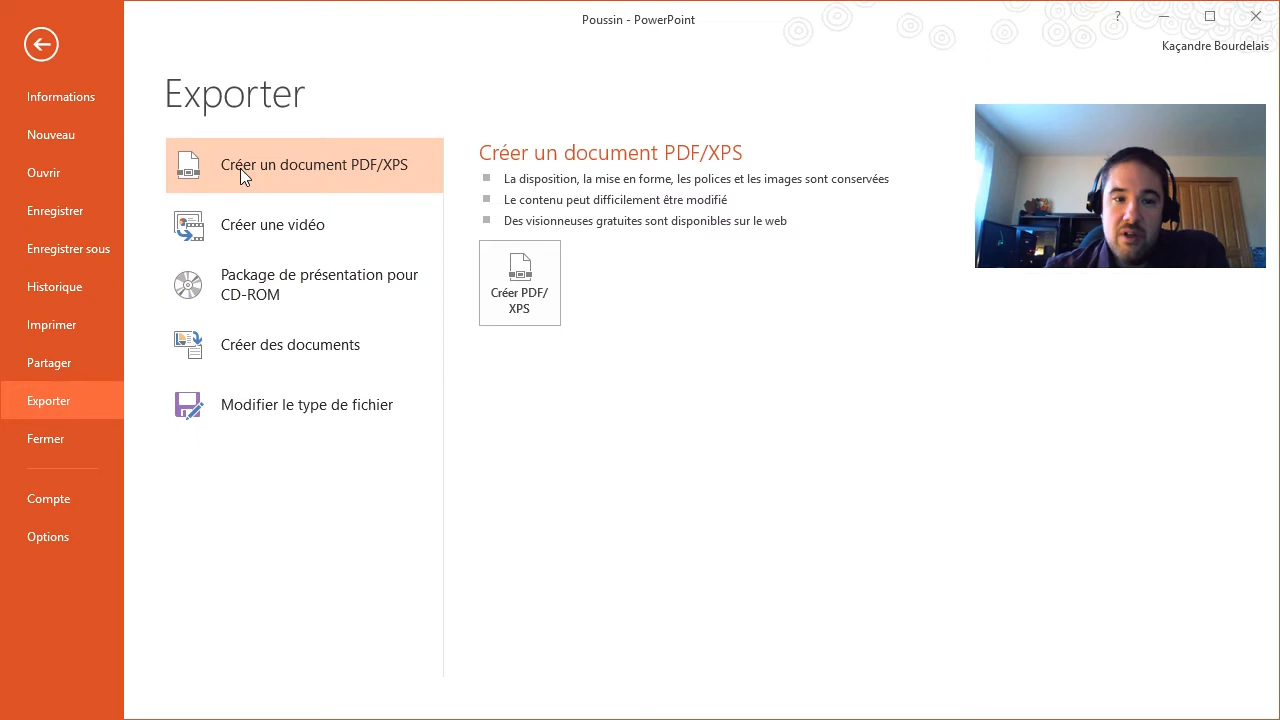 Poussin - PowerPoint
?
Kaçandre Bourdelais
Informations
Nouveau
Ouvrir
Enregistrer
Enregistrer sous
Historique
Imprimer
Partager
Exporter
Fermer
Compte
Options
Exporter
Créer un document PDF/XPS
Créer une vidéo
Package de présentation pour
CD-ROM
Créer des documents
Modifier le type de fichier
Créer un document PDF/XPS
La disposition, la mise en forme, les polices et les images sont conservées
Le contenu peut difficilement être modifié
Des visionneuses gratuites sont disponibles sur le web
Créer PDF/
XPS